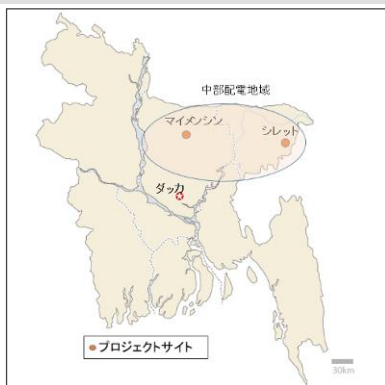 中部配電地域
マイメンシン
シレット
ダッカ
プロジェクトサイト
30km